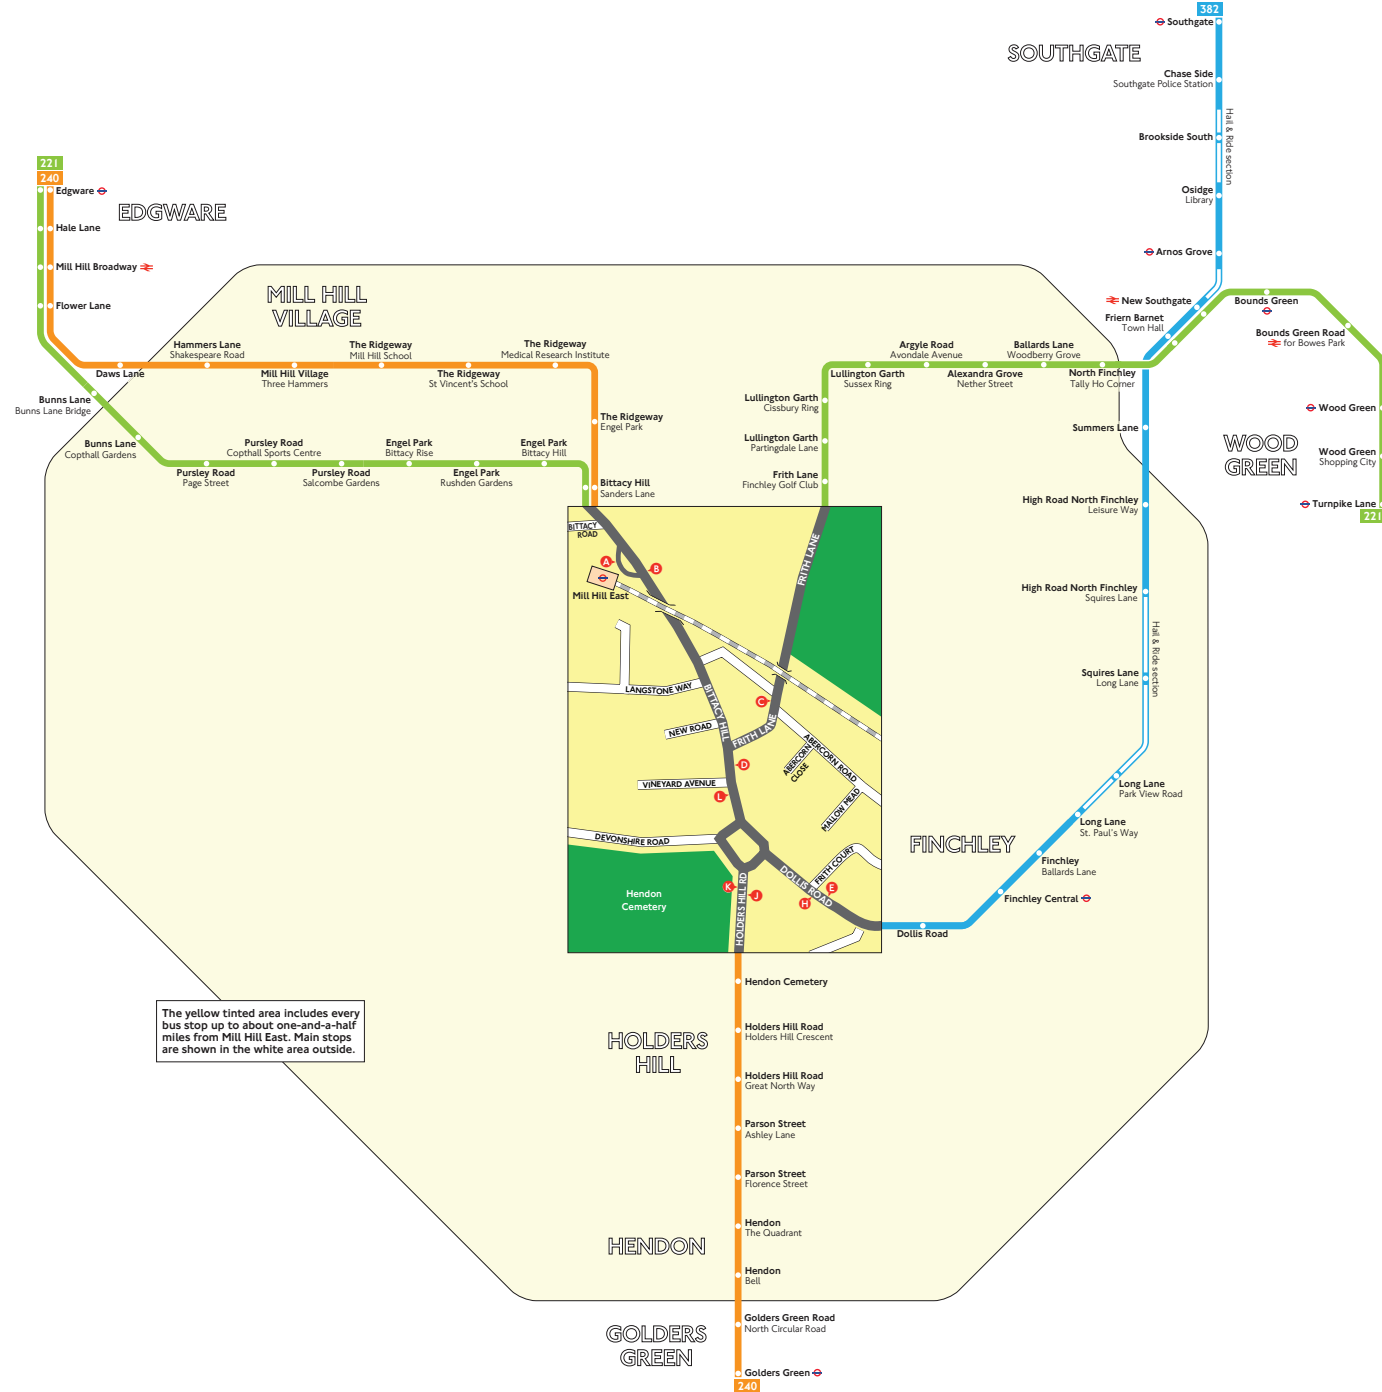 382
Southgate
SOUTHGATE
Chase Side
Southgate Police Station
Hail & Ride section
Brookside South
Osidge
Library
Arnos Grove
New Southgate
Friern Barnet
Town Hall
Bounds Green
Bounds Green Road
for Bowes Park
Wood Green
WOOD
GREEN
Wood Green
Shopping City
Turnpike Lane
221
221
240
Edgware
EDGWARE
Hale Lane
Mill Hill Broadway
Flower Lane
MILL HILL
VILLAGE
Daws Lane
Hammers Lane
Shakespeare Road
Mill Hill Village
Three Hammers
The Ridgeway
Mill Hill School
The Ridgeway
St Vincent's School
The Ridgeway
Medical Research Institute
The Ridgeway
Engel Park
Bunns Lane
Bunns Lane Bridge
Bunns Lane
Copthall Gardens
Pursley Road
Page Street
Pursley Road
Copthall Sports Centre
Pursley Road
Salcombe Gardens
Engel Park
Bittacy Rise
Engel Park
Rushden Gardens
Engel Park
Bittacy Hill
Bittacy Hill
Sanders Lane
Lullington Garth
Sussex Ring
Argyle Road
Avondale Avenue
Alexandra Grove
Nether Street
Ballards Lane
Woodberry Grove
North Finchley
Tally Ho Corner
Lullington Garth
Cissbury Ring
Lullington Garth
Partingdale Lane
Frith Lane
Finchley Golf Club
Summers Lane
High Road North Finchley
Leisure Way
High Road North Finchley
Squires Lane
Hail & Ride section
Squires Lane
Long Lane
Long Lane
Park View Road
Long Lane
St. Paul's Way
FINCHLEY
Finchley
Ballards Lane
Finchley Central
Dollis Road
BITTACY
ROAD
A
B
Mill Hill East
FRITH LANE
LANGSTONE WAY
BITTACY HILL
C
NEW ROAD
FRITH LANE
ABERCORN ROAD
ABERCORN
CLOSE
D
VINEYARD AVENUE
L
MALLOW MEAD
DEVONSHIRE ROAD
FRITH COURT
DOLLIS ROAD
Hendon
Cemetery
K
J
E
H
HOLDERS HILL RD
Hendon Cemetery
The yellow tinted area includes every
bus stop up to about one-and-a-half
miles from Mill Hill East. Main stops
are shown in the white area outside.
HOLDERS
HILL
Holders Hill Road
Holders Hill Crescent
Holders Hill Road
Great North Way
Parson Street
Ashley Lane
Parson Street
Florence Street
HENDON
Hendon
The Quadrant
Hendon
Bell
GOLDERS
GREEN
Golders Green Road
North Circular Road
Golders Green
240